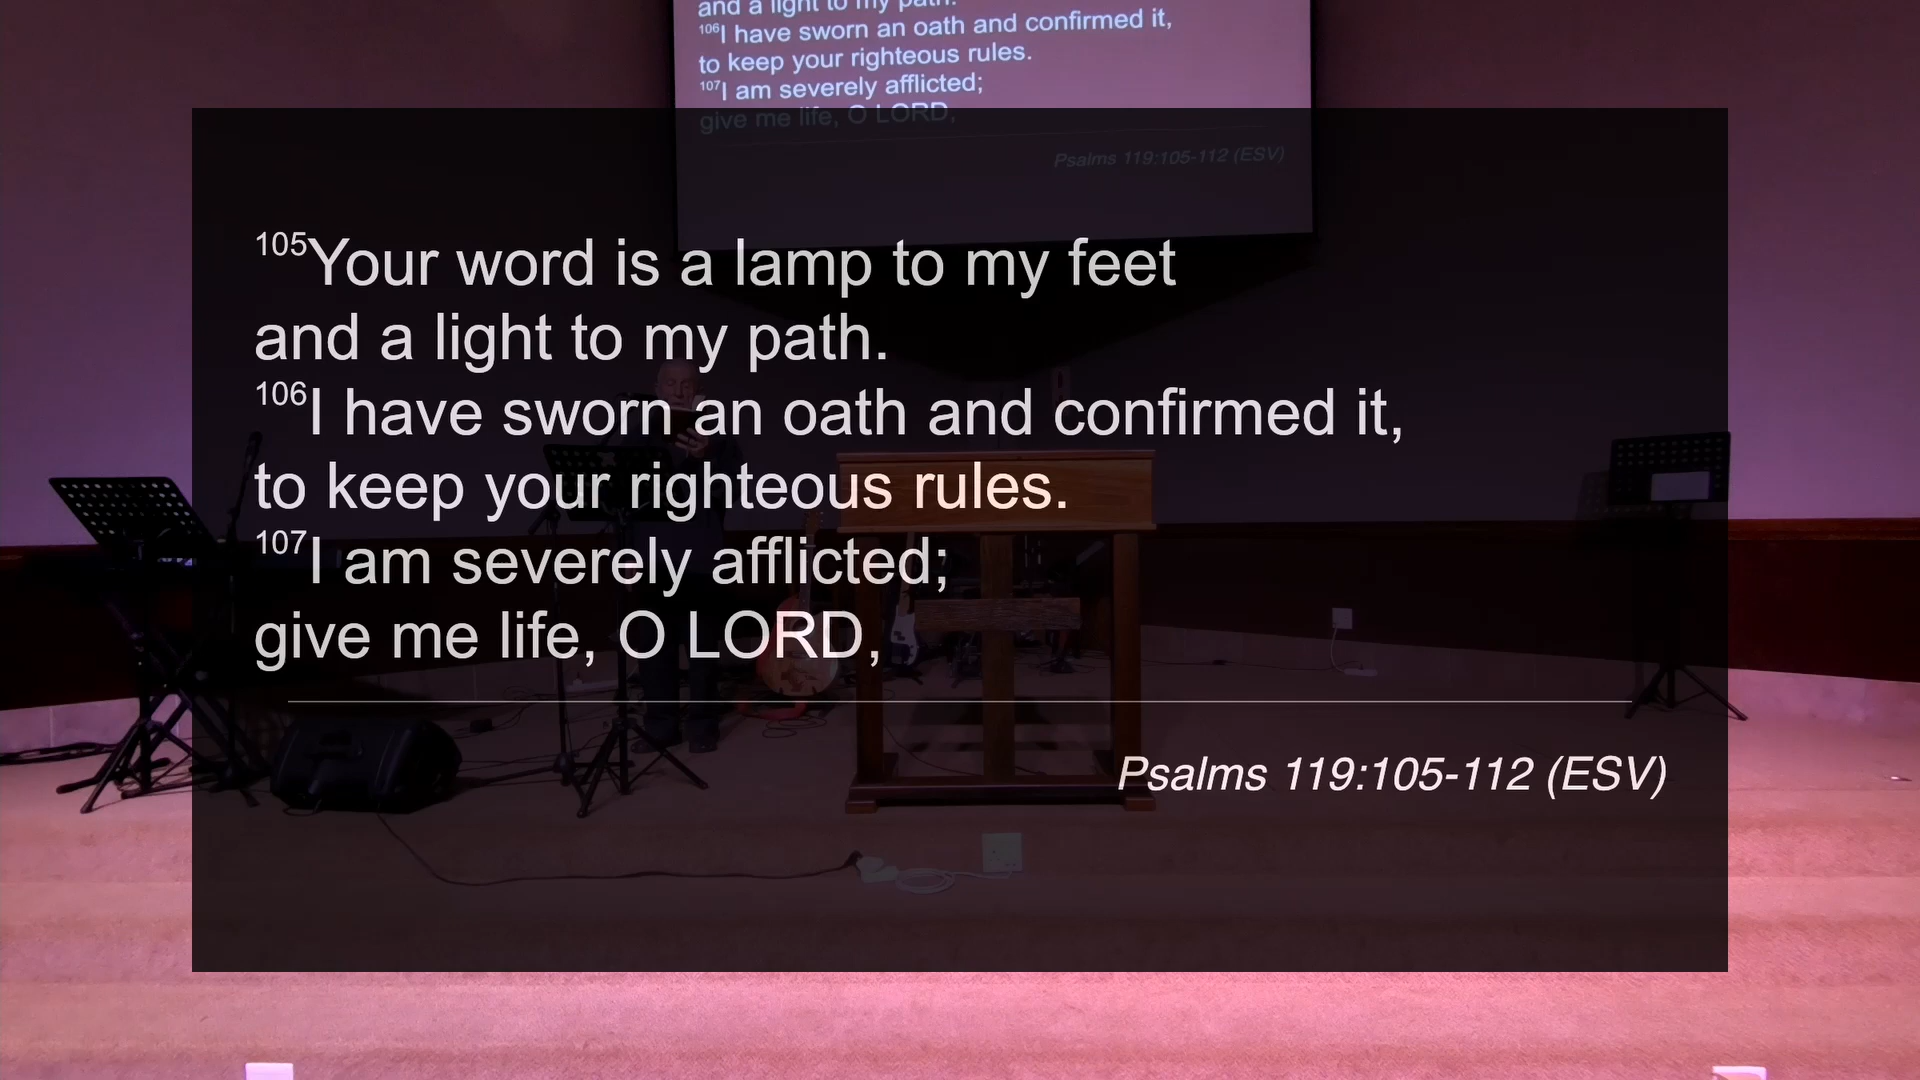 and a light to my path.
106I have sworn an oath and confirmed it,
to keep your righteous rules.
107I am severely afflicted;
give me life, O LORD,
Psalms 119:105-112 (ESV)
105Your word is a lamp to my feet
and a light to my path.
106I have sworn an oath and confirmed it,
to keep your righteous rules.
107I am severely afflicted;
give me life, O LORD,
Psalms 119:105-112 (ESV)